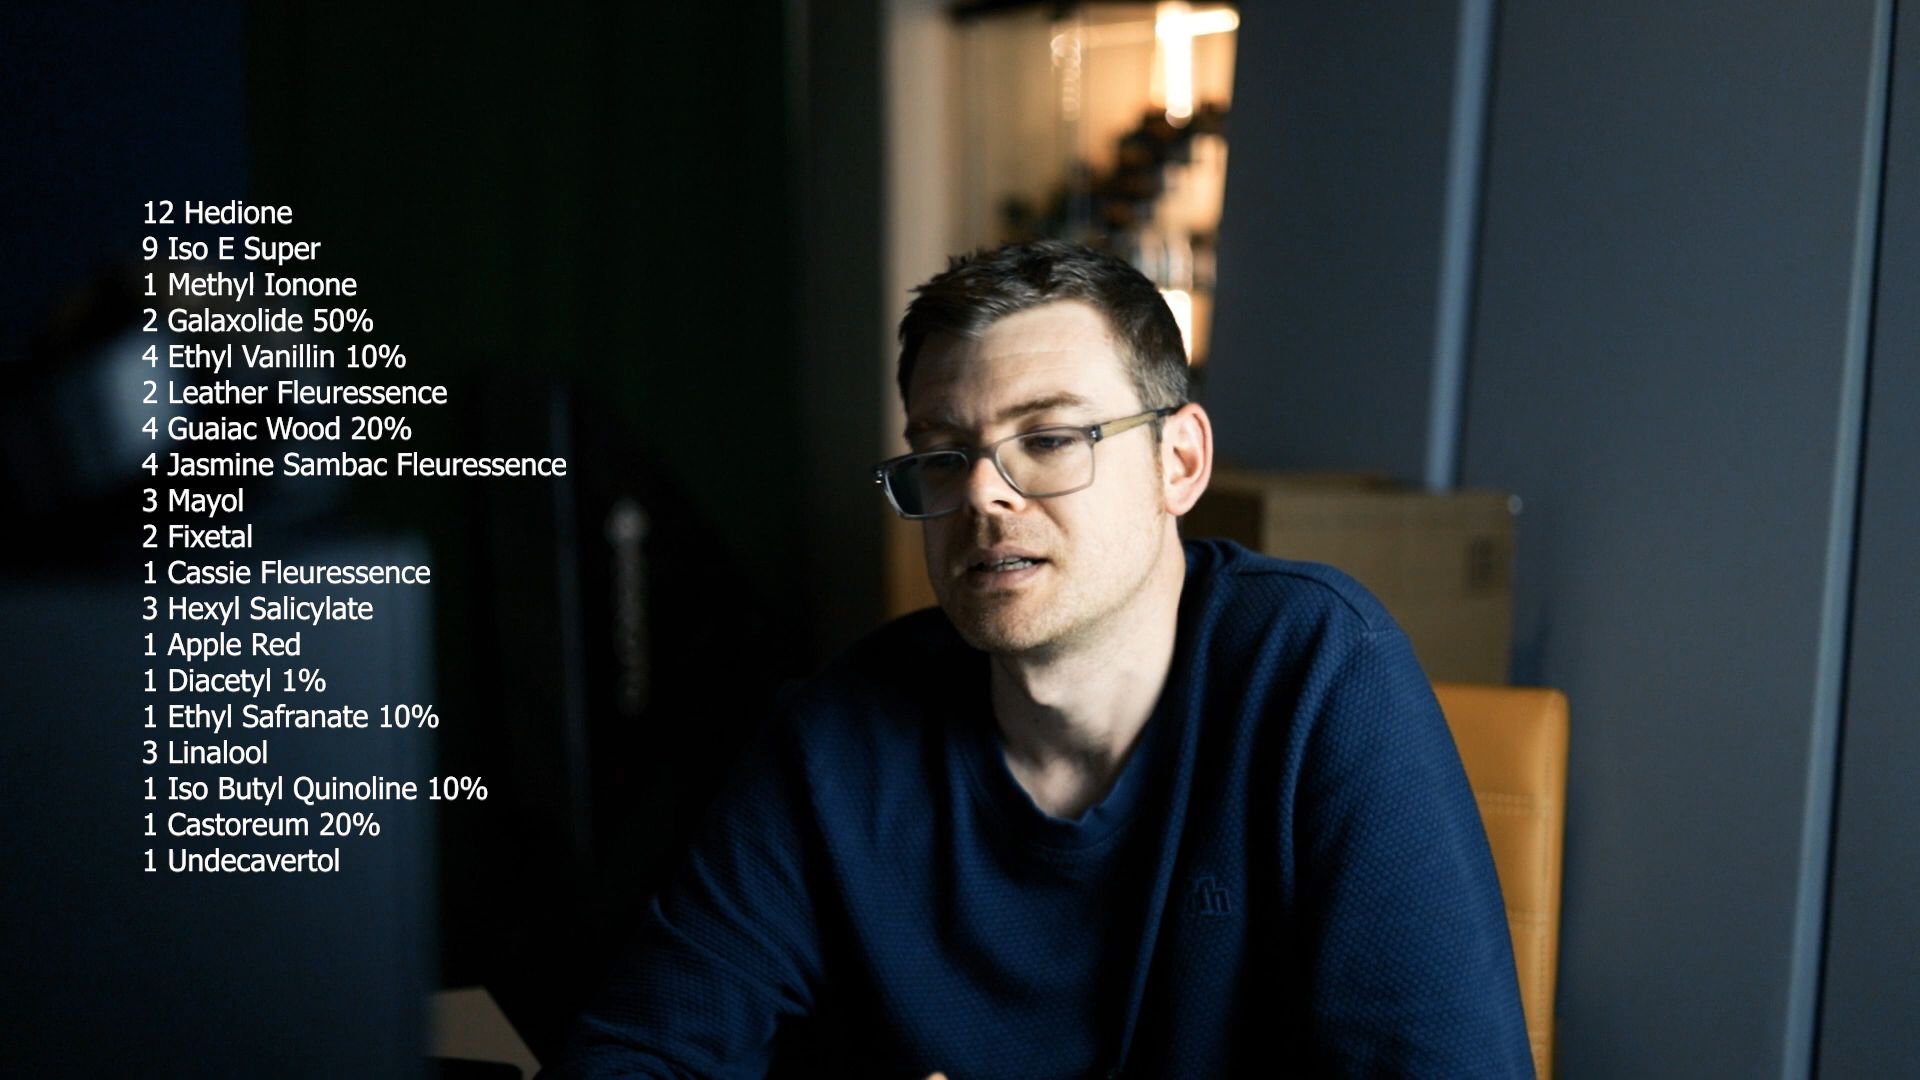 12 Hedione
9 Iso E Super
1 Methyl Ionone
2 Galaxolide 50%
4 Ethyl Vanillin 10%
2 Leather Fleuressence
4 Guaiac Wood 20%
4 Jasmine Sambac Fleuressence
3 Mayol
2 Fixetal
1 Cassie Fleuressence
3 Hexyl Salicylate
1 Apple Red
1 Diacetyl 1%
1 Ethyl Safranate 10%
3 Linalool
1 Iso Butyl Quinoline 10%
1 Castoreum 20%
1 Undecavertol